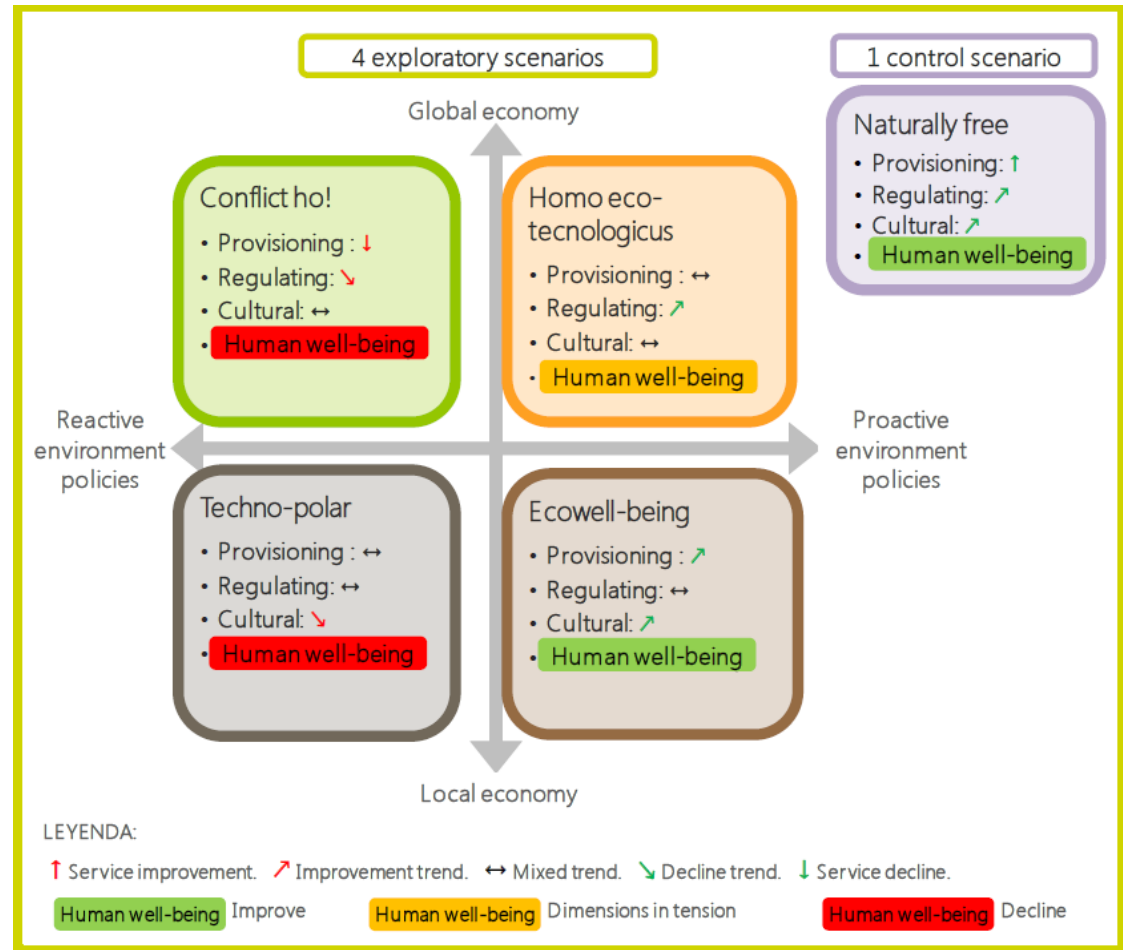 4 exploratory scenarios
1 control scenario
Global economy
Naturally free
• Provisioning: ↑
• Regulating: ↗
• Cultural: ↗
• Human well-being
Conflict ho!
• Provisioning : ↓
• Regulating: ↘
• Cultural: ↔
• Human well-being
Homo eco-
tecnologicus
• Provisioning : ↔
• Regulating: ↗
• Cultural: ↔
• Human well-being
Reactive
environment
policies
Proactive
environment
policies
Techno-polar
• Provisioning : ↔
• Regulating: ↔
• Cultural: ↘
• Human well-being
Ecowell-being
• Provisioning : ↗
• Regulating: ↔
• Cultural: ↗
• Human well-being
Local economy
LEYENDA:
↑ Service improvement. ↗ Improvement trend. ↔ Mixed trend. ↘ Decline trend. ↓ Service decline.
Human well-being Improve Human well-being Dimensions in tension Human well-being Decline